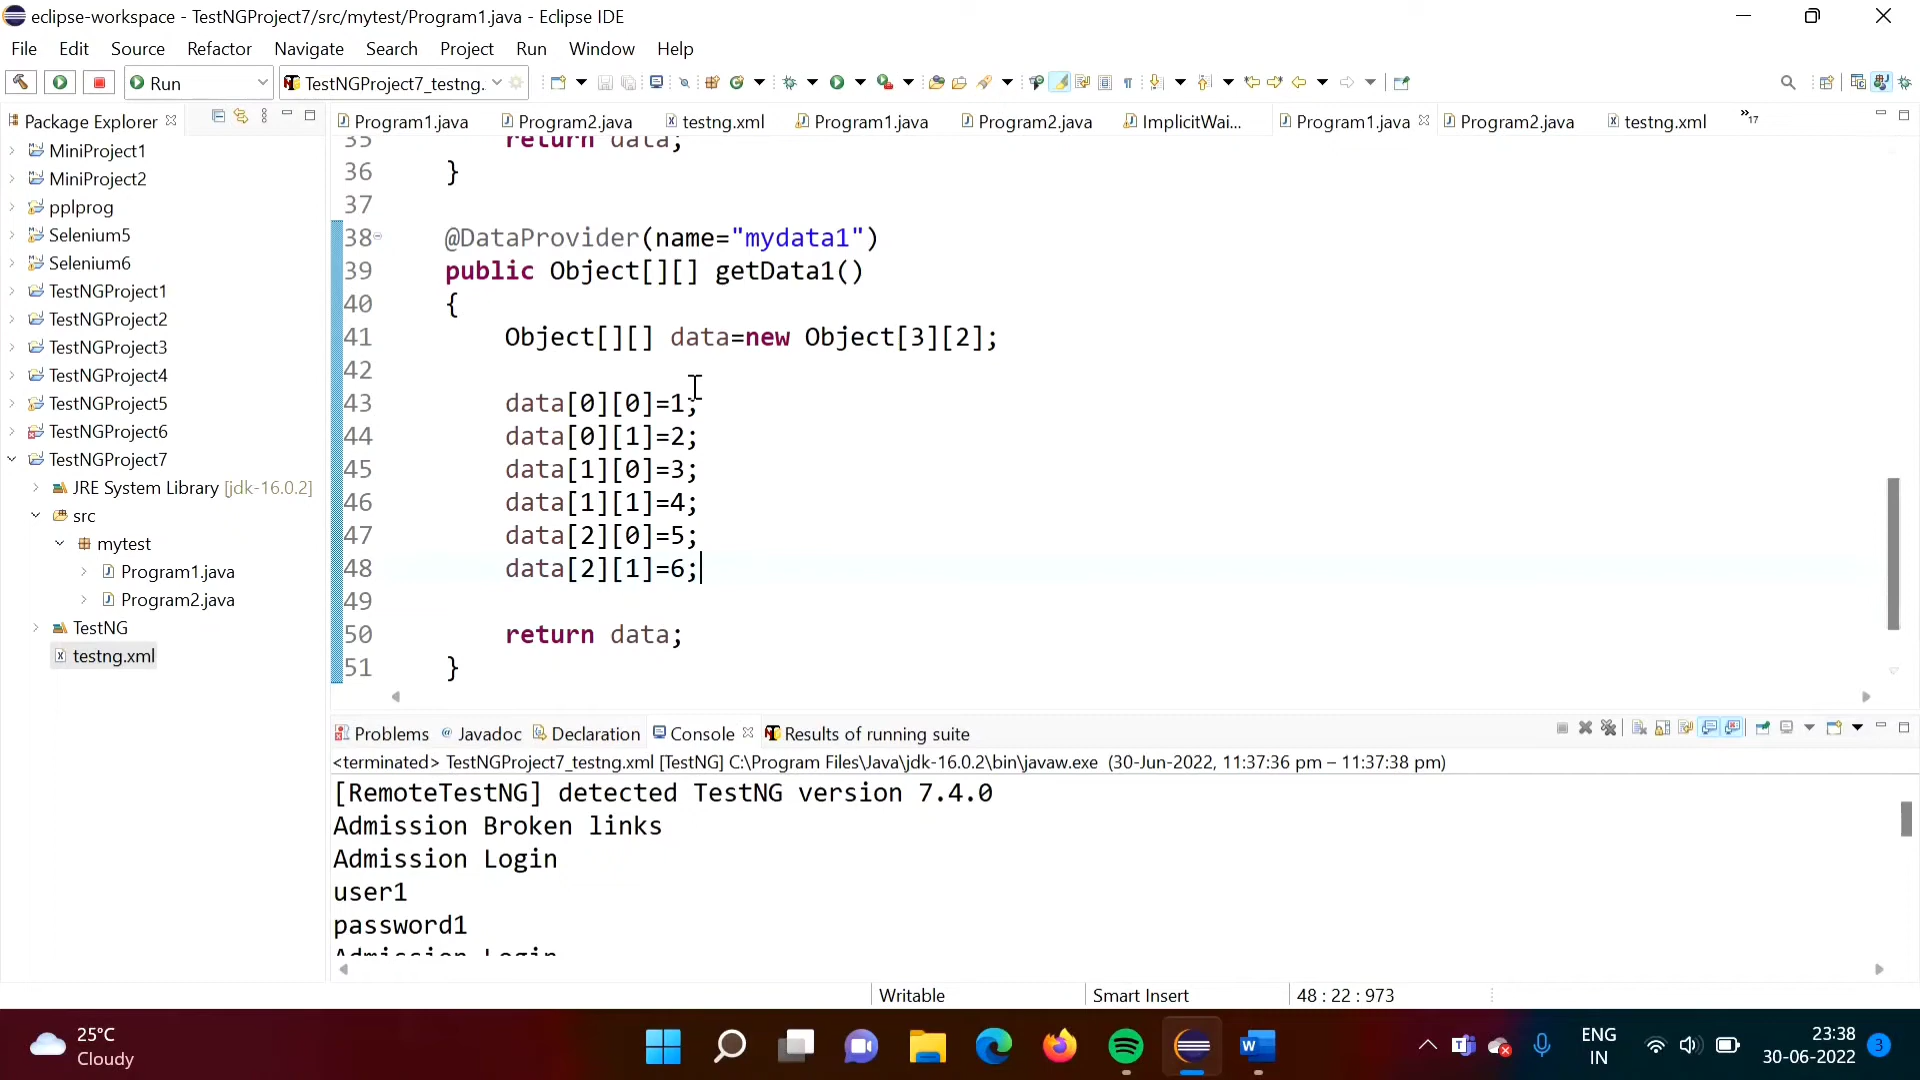 eclipse-workspace - TestNGProject7/src/mytest/Program1.java - Eclipse IDE
File Edit Source Refactor Navigate Search Project Run Window Help
Run TestNGProject7_testng.
Package Explorer
Program1.java Program2.java testng.xml Program1.java Program2.java ImplicitWai... Program1.java Program2.java testng.xml »17
MiniProject1
MiniProject2
pplprog
Selenium5
Selenium6
TestNGProject1
TestNGProject2
TestNGProject3
TestNGProject4
TestNGProject5
TestNGProject6
TestNGProject7
JRE System Library [jdk-16.0.2]
src
mytest
Program1.java
Program2.java
TestNG
testng.xml
35 return data;
36 }
37
38 @DataProvider(name="mydata1")
39 public Object[][] getData1()
40 {
41 Object[][] data=new Object[3][2];
42
43 data[0][0]=1;
44 data[0][1]=2;
45 data[1][0]=3;
46 data[1][1]=4;
47 data[2][0]=5;
48 data[2][1]=6;
49
50 return data;
51 }
Problems @ Javadoc Declaration Console Results of running suite
<terminated> TestNGProject7_testng.xml [TestNG] C:\Program Files\Java\jdk-16.0.2\bin\javaw.exe (30-Jun-2022, 11:37:36 pm – 11:37:38 pm)
[RemoteTestNG] detected TestNG version 7.4.0
Admission Broken links
Admission Login
user1
password1
Admission Login
Writable Smart Insert 48 : 22 : 973
25°C
Cloudy
ENG
IN
23:38
30-06-2022
3